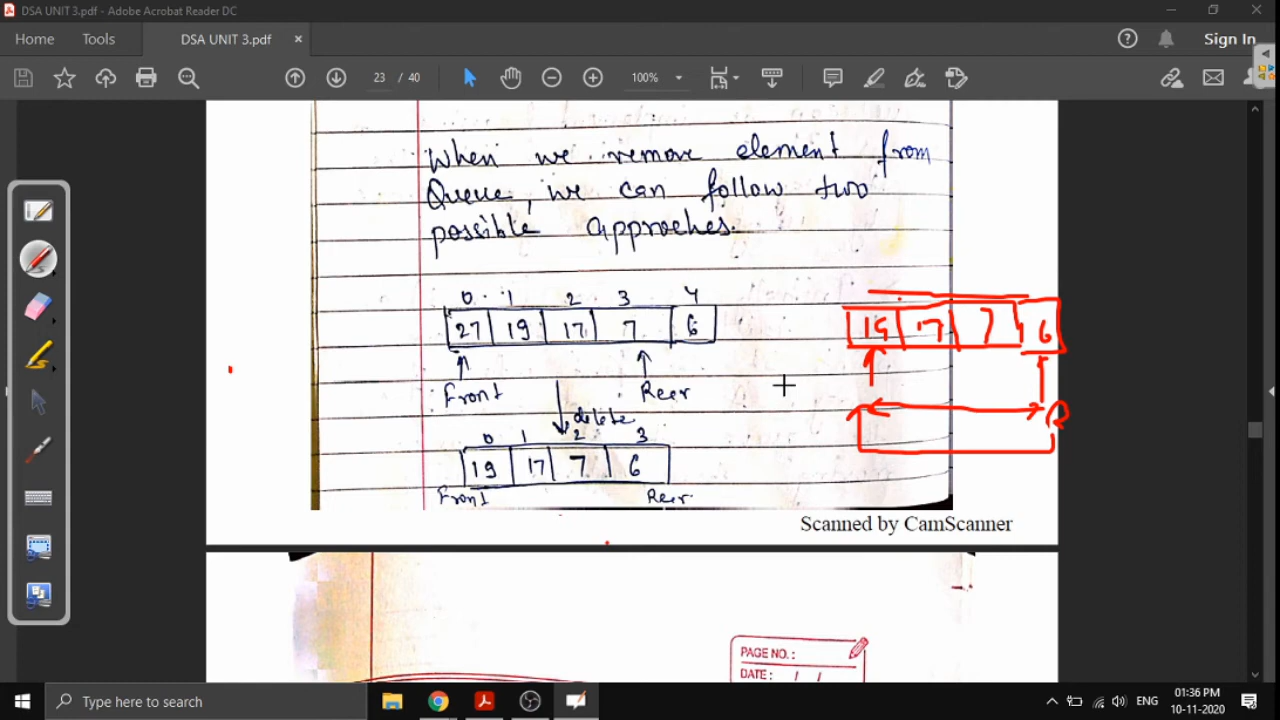 DSA UNIT 3.pdf - Adobe Acrobat Reader DC
Home Tools DSA UNIT 3.pdf × Sign In
23 / 40 100%
When we remove element from
Queue, we can follow two
possible approches.
0 1 2 3 4
27 19 17 7 6
Front Reer
delete
0 1 2 3
19 17 7 6
Front Reer
19 17 7 6
R
Scanned by CamScanner
PAGE NO.:
DATE: / /
Type here to search
ENG
01:36 PM
10-11-2020